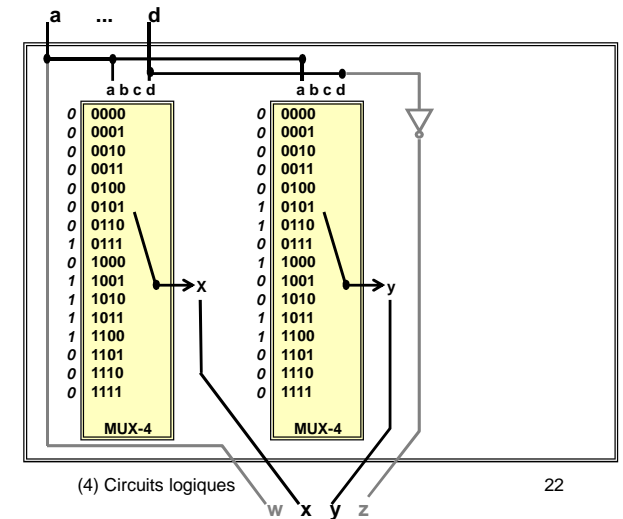 a ... d
a b c d a b c d
0 0000 0 0000
0 0001 0 0001
0 0010 0 0010
0 0011 0 0011
0 0100 0 0100
0 0101 1 0101
0 0110 1 0110
1 0111 0 0111
0 1000 1 1000
1 1001 x 0 1001 y
1 1010 0 1010
1 1011 1 1011
1 1100 1 1100
0 1101 0 1101
0 1110 0 1110
0 1111 0 1111
MUX-4 MUX-4
(4) Circuits logiques 22
w x y z